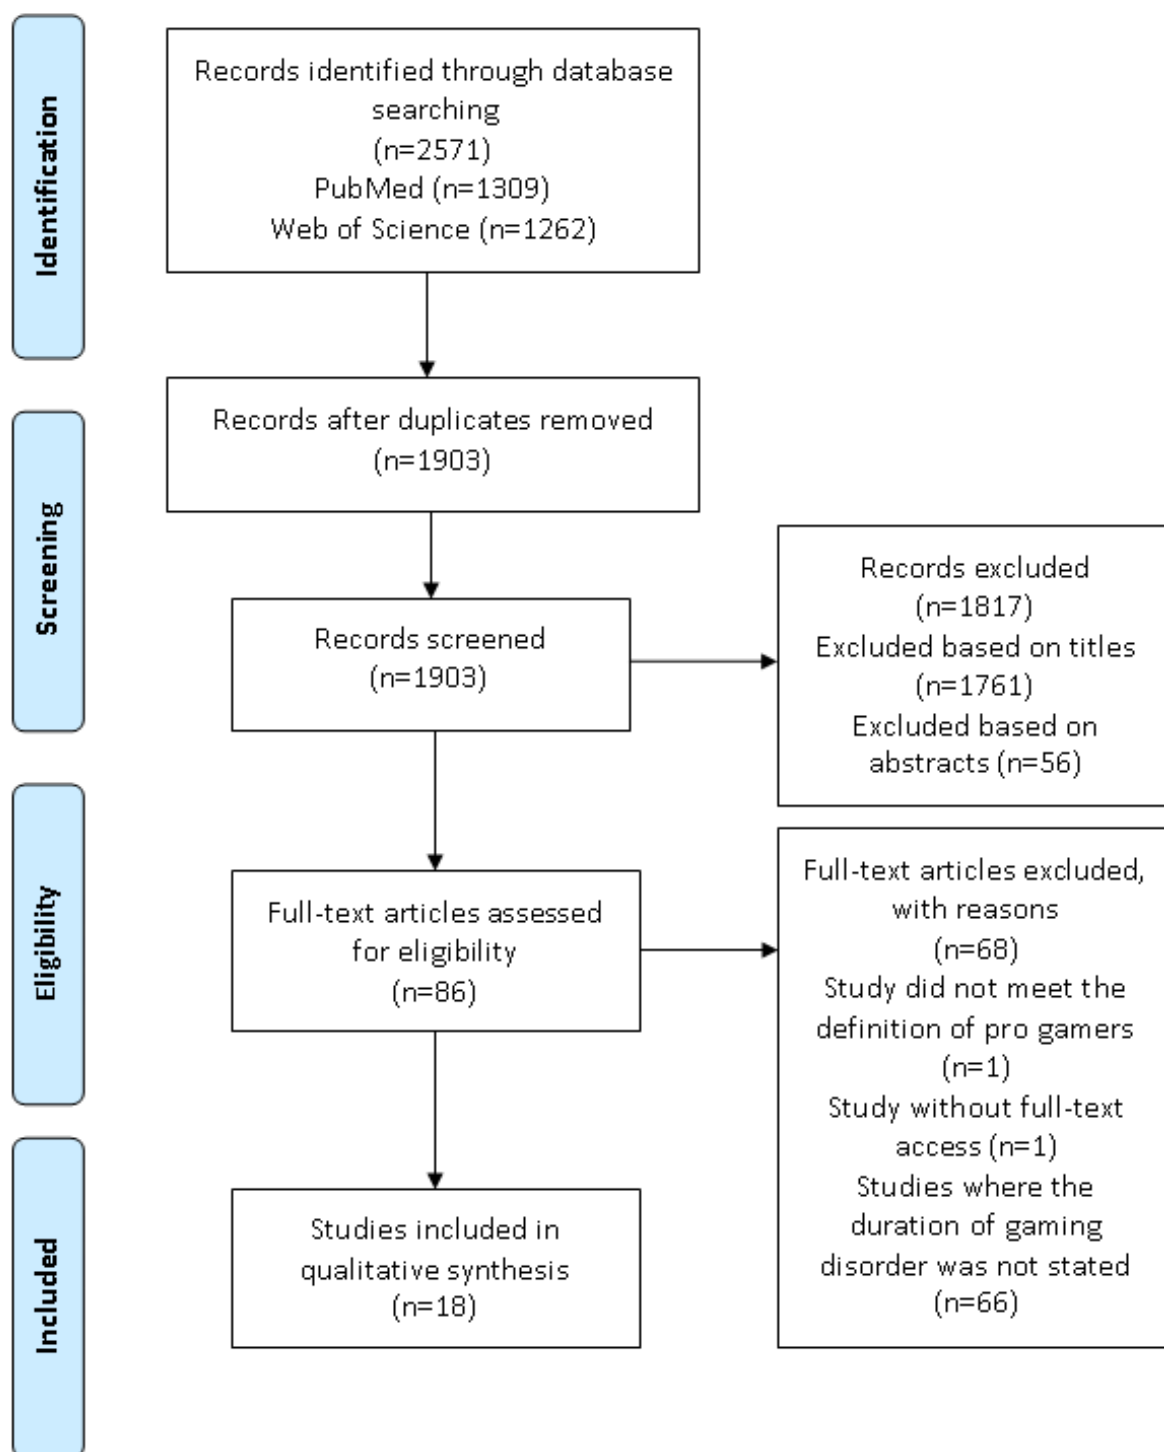 Identification
Records identified through database
searching
(n=2571)
PubMed (n=1309)
Web of Science (n=1262)
Screening
Records after duplicates removed
(n=1903)
Records screened
(n=1903)
Records excluded
(n=1817)
Excluded based on titles
(n=1761)
Excluded based on
abstracts (n=56)
Eligibility
Full-text articles assessed
for eligibility
(n=86)
Full-text articles excluded,
with reasons
(n=68)
Study did not meet the
definition of pro gamers
(n=1)
Study without full-text
access (n=1)
Studies where the
duration of gaming
disorder was not stated
(n=66)
Included
Studies included in
qualitative synthesis
(n=18)